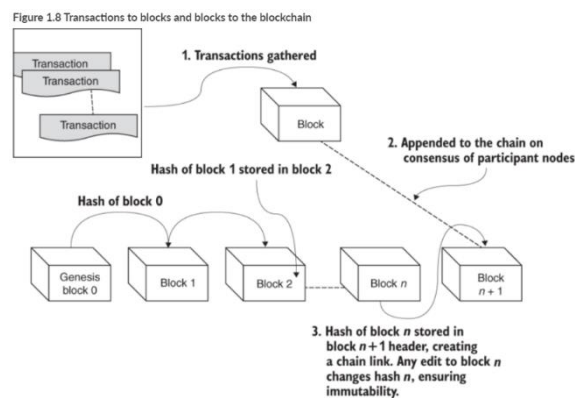 Figure 1.8 Transactions to blocks and blocks to the blockchain
Transaction
Transaction
Transaction
1. Transactions gathered
Block
2. Appended to the chain on
consensus of participant nodes
Hash of block 1 stored in block 2
Hash of block 0
Genesis
block 0
Block 1
Block 2
Block n
Block
n + 1
3. Hash of block n stored in
block n + 1 header, creating
a chain link. Any edit to block n
changes hash n, ensuring
immutability.